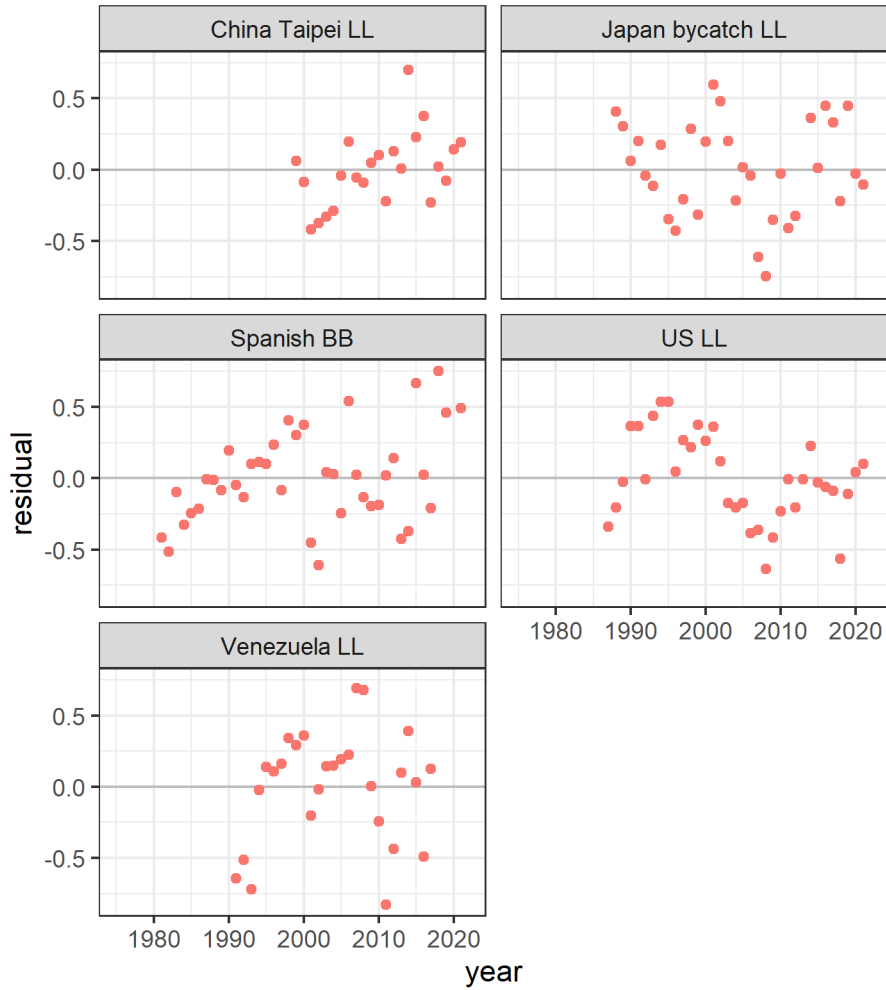 China Taipei LL
Japan bycatch LL
0.5
0.0
-0.5
Spanish BB
US LL
0.5
0.0
-0.5
1980 1990 2000 2010 2020
Venezuela LL
0.5
0.0
-0.5
1980 1990 2000 2010 2020
residual
year